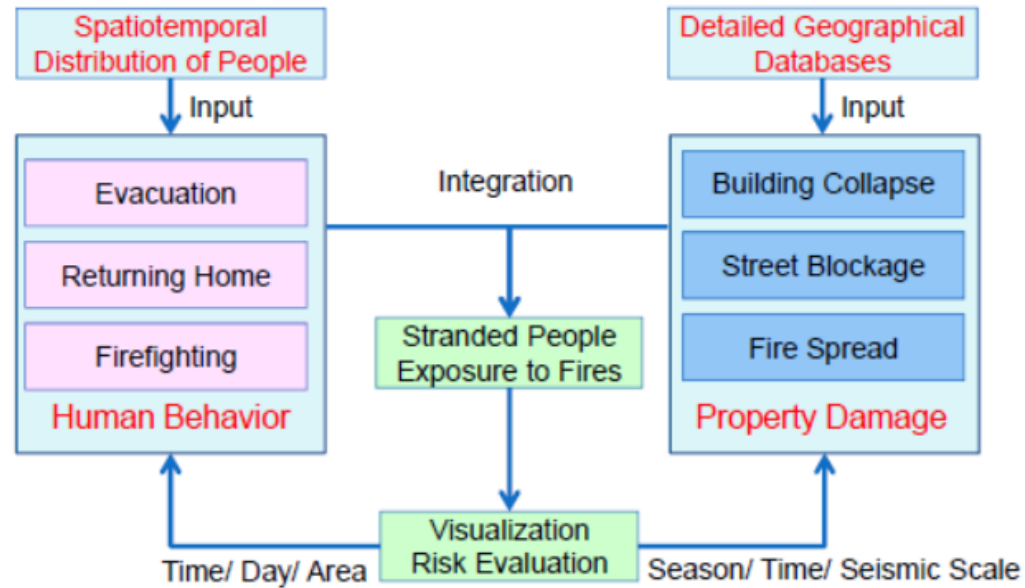 Spatiotemporal
Distribution of People
Detailed Geographical
Databases
Input
Input
Evacuation
Returning Home
Firefighting
Human Behavior
Integration
Building Collapse
Street Blockage
Fire Spread
Property Damage
Stranded People
Exposure to Fires
Visualization
Risk Evaluation
Time/ Day/ Area
Season/ Time/ Seismic Scale